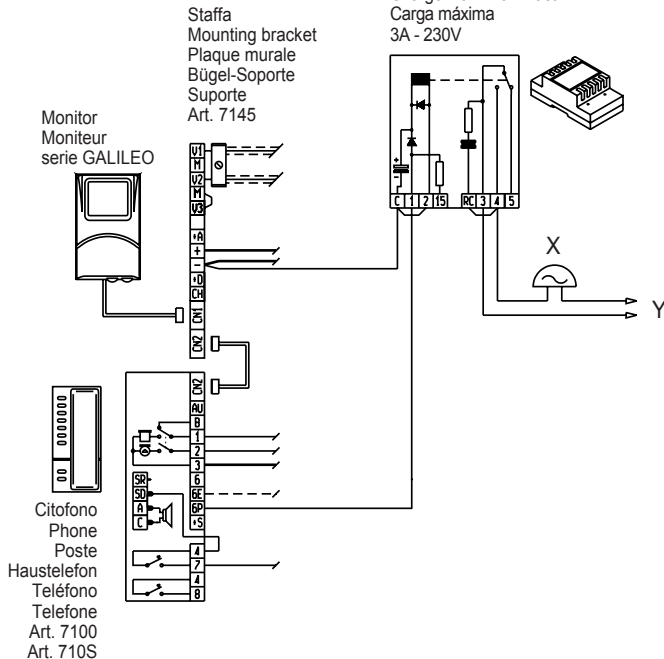 Staffa
Mounting bracket
Plaque murale
Bügel-Soporte
Suporte
Art. 7145
Carga máxima
3A - 230V
Monitor
Moniteur
serie GALILEO
V1
M
V2
M
V3
+A
+
−
+D
CH
CN1
CN2
+
−
C 1 2 15
RC 3 4 5
X
Y
CN2
AU
B
1
2
3
6
6E
6P
+S
4
7
4
8
SR
SD
A
C
Citofono
Phone
Poste
Haustelefon
Teléfono
Telefone
Art. 7100
Art. 710S